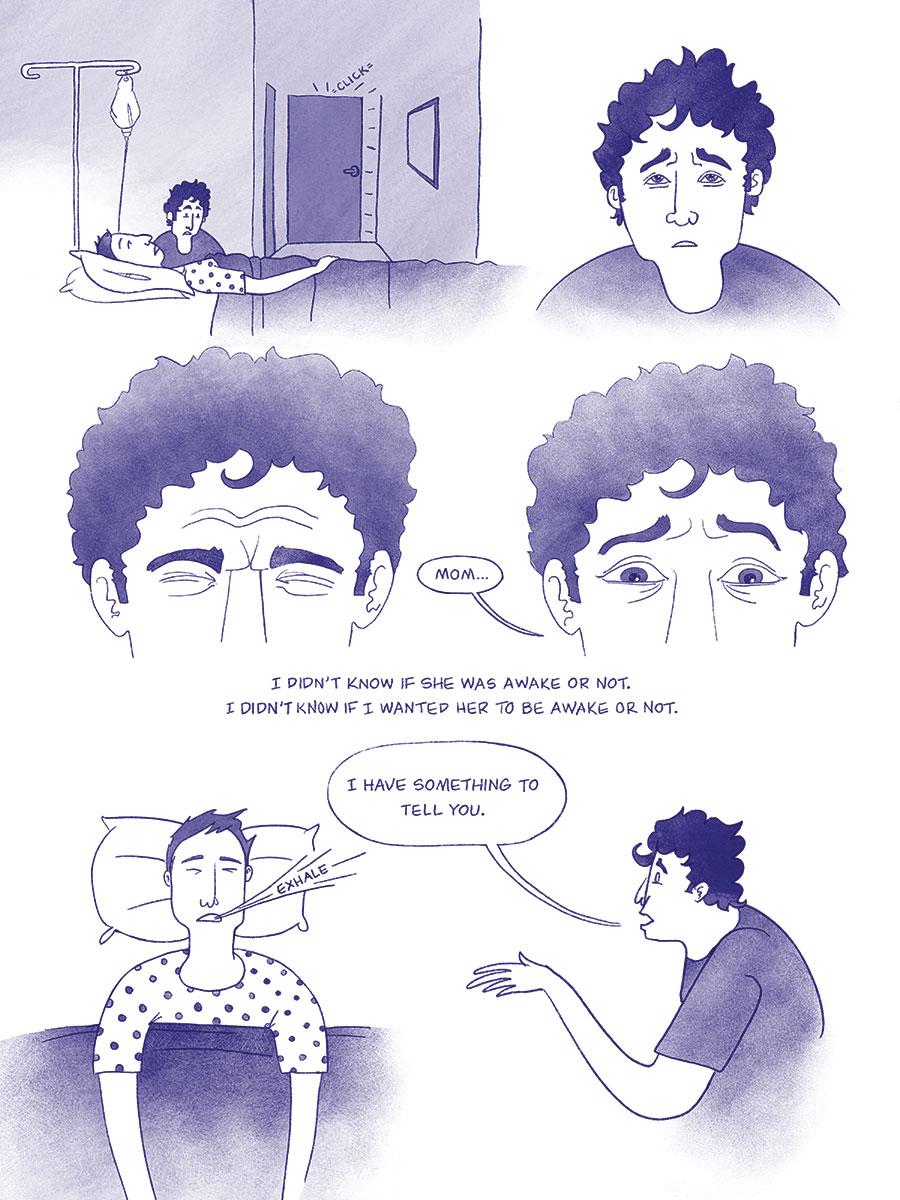 =CLICK=
MOM...
I DIDN'T KNOW IF SHE WAS AWAKE OR NOT.
I DIDN'T KNOW IF I WANTED HER TO BE AWAKE OR NOT.
I HAVE SOMETHING TO
TELL YOU.
EXHALE